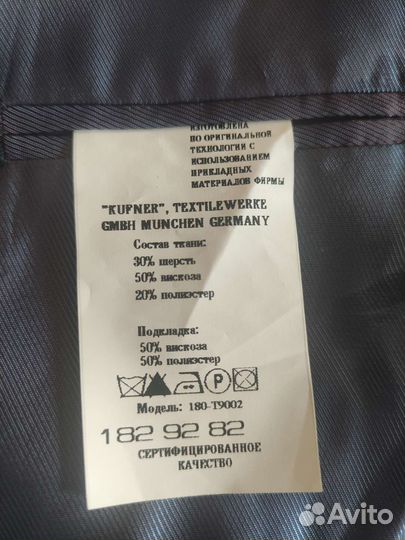 ИЗГОТОВЛЕНА
ПО ОРИГИНАЛЬНОЙ
ТЕХНОЛОГИИ С
ИСПОЛЬЗОВАНИЕМ
ПРИКЛАДНЫХ
МАТЕРИАЛОВ ФИРМЫ
"KUFNER", TEXTILEWERKE
GMBH MUNCHEN GERMANY
Состав ткани:
30% шерсть
50% вискоза
20% полиэстер
Подкладка:
50% вискоза
50% полиэстер
P
Модель: 180-T9002
182 92 82
СЕРТИФИЦИРОВАННОЕ
КАЧЕСТВО
Avito